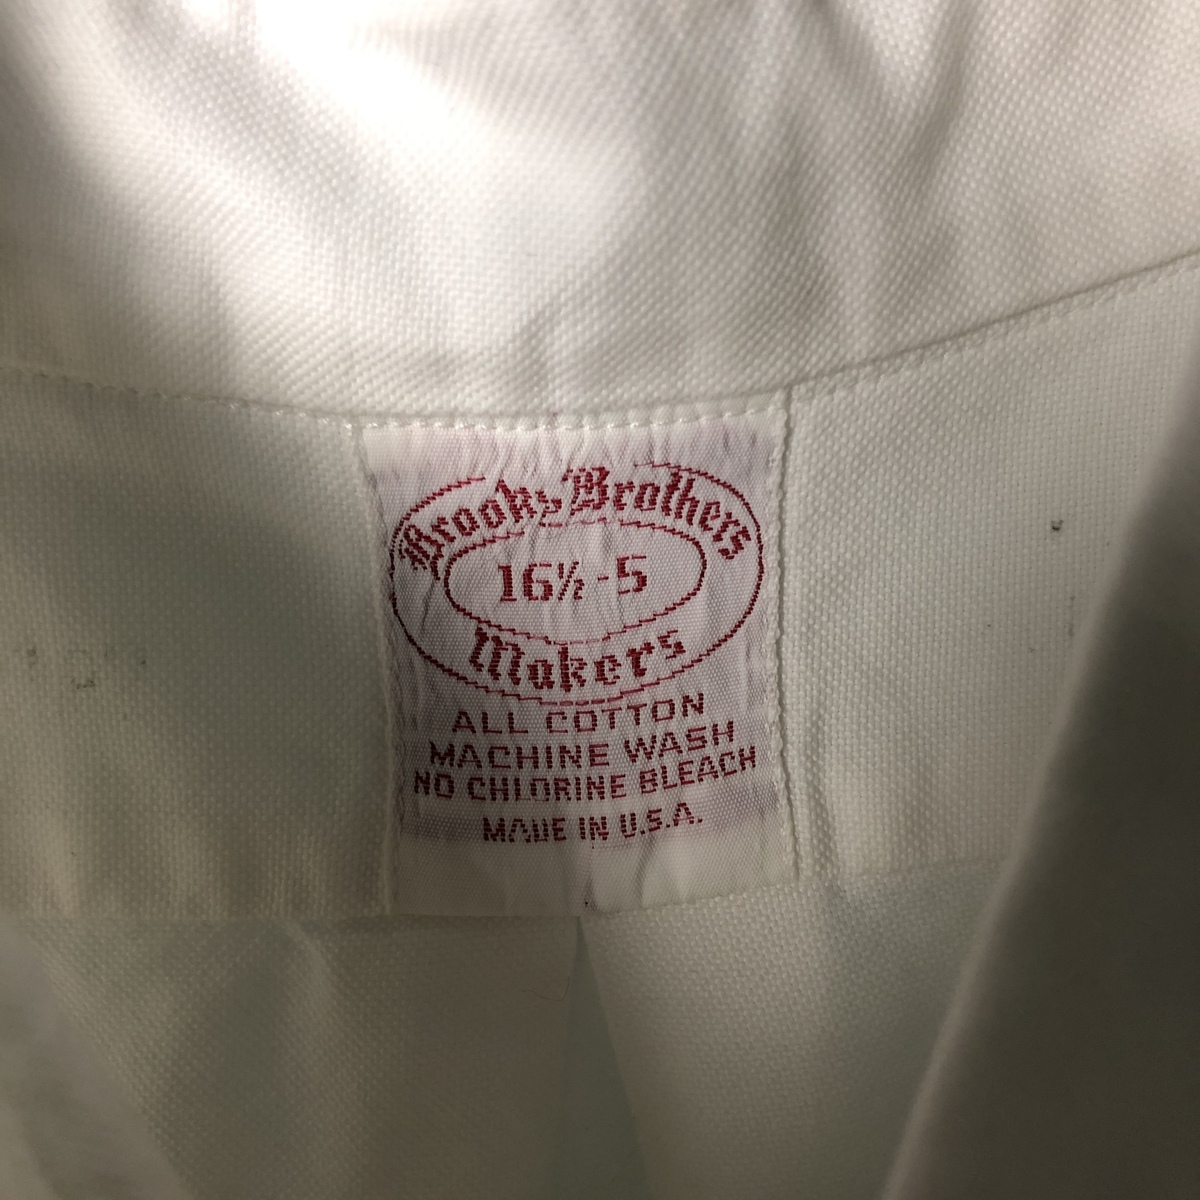 Brooks Brothers
16½-5
Makers
ALL COTTON
MACHINE WASH
NO CHLORINE BLEACH
MADE IN U.S.A.